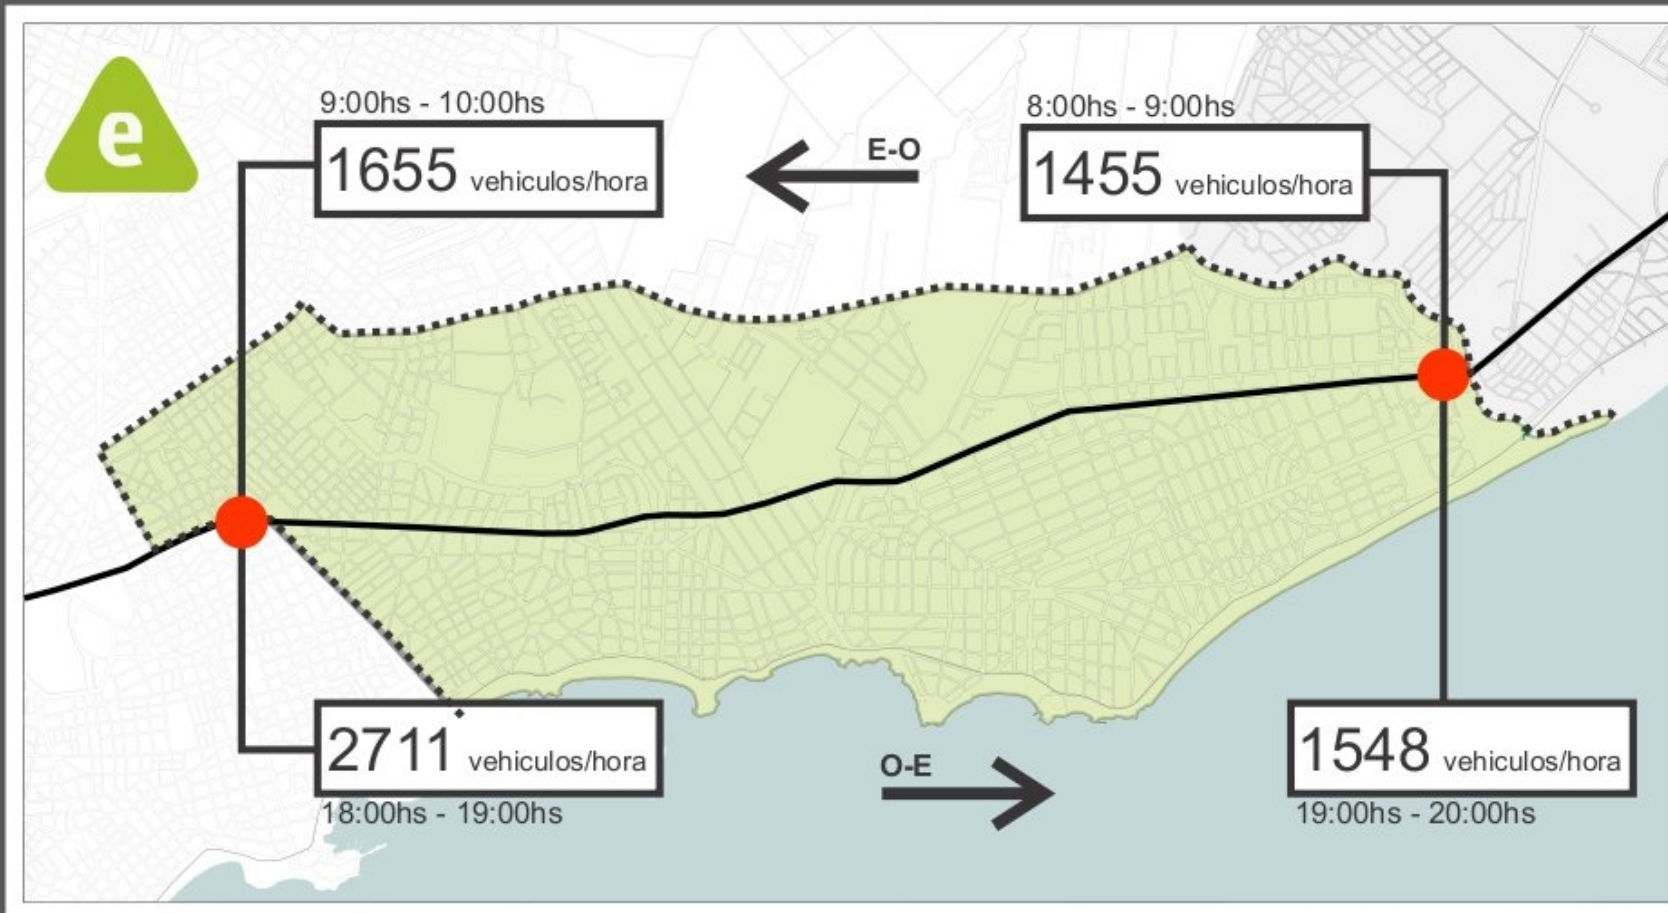 e
9:00hs - 10:00hs
1655 vehiculos/hora
E-O
8:00hs - 9:00hs
1455 vehiculos/hora
2711 vehiculos/hora
18:00hs - 19:00hs
O-E
1548 vehiculos/hora
19:00hs - 20:00hs